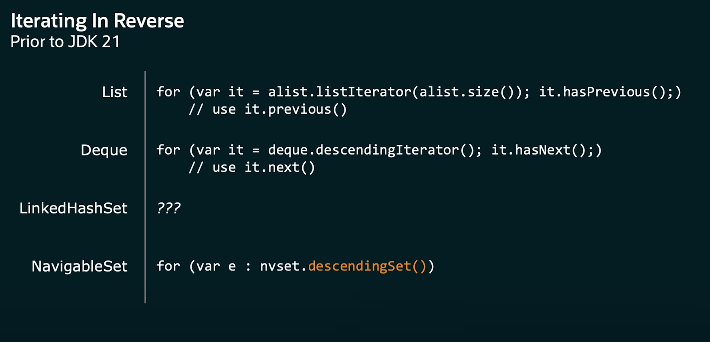 Iterating In Reverse
Prior to JDK 21
List
for (var it = alist.listIterator(alist.size()); it.hasPrevious();)
// use it.previous()
Deque
for (var it = deque.descendingIterator(); it.hasNext();)
// use it.next()
LinkedHashSet
???
NavigableSet
for (var e : nvset.descendingSet())